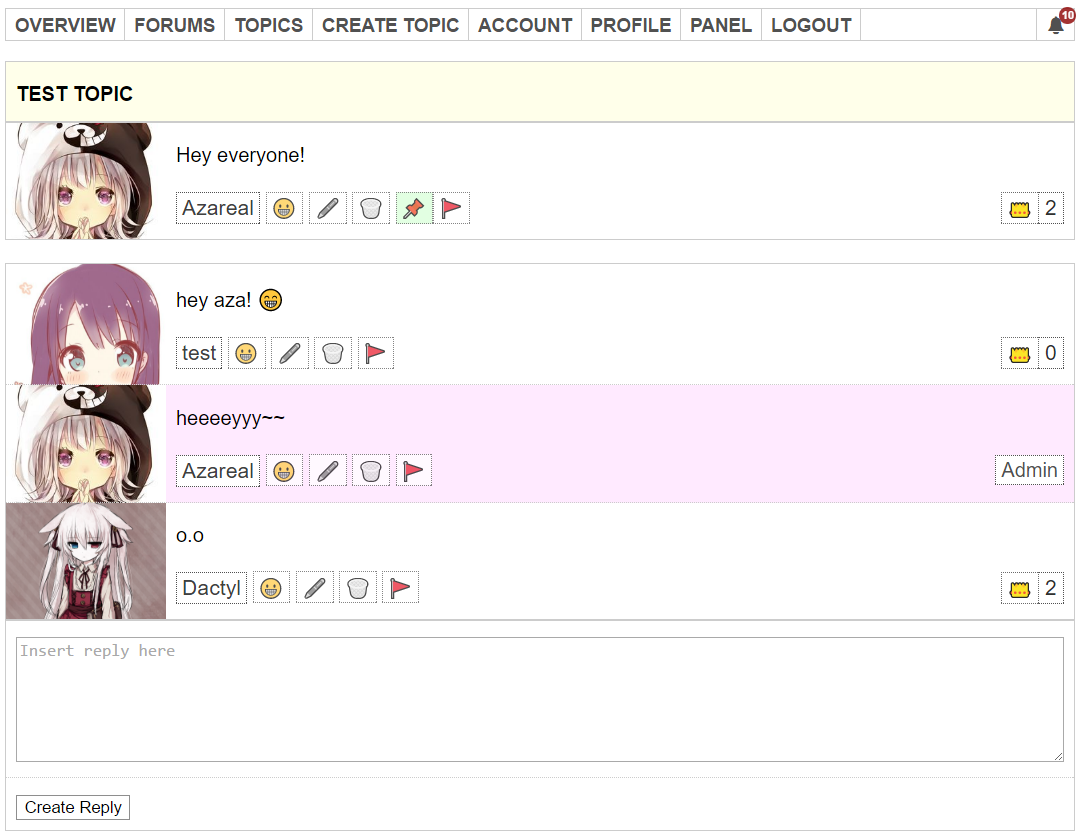 OVERVIEW FORUMS TOPICS CREATE TOPIC ACCOUNT PROFILE PANEL LOGOUT 10
TEST TOPIC
Hey everyone!
Azareal 2
hey aza! 😁
test 0
heeeeyyy~~
Azareal Admin
o.o
Dactyl 2
Insert reply here
Create Reply